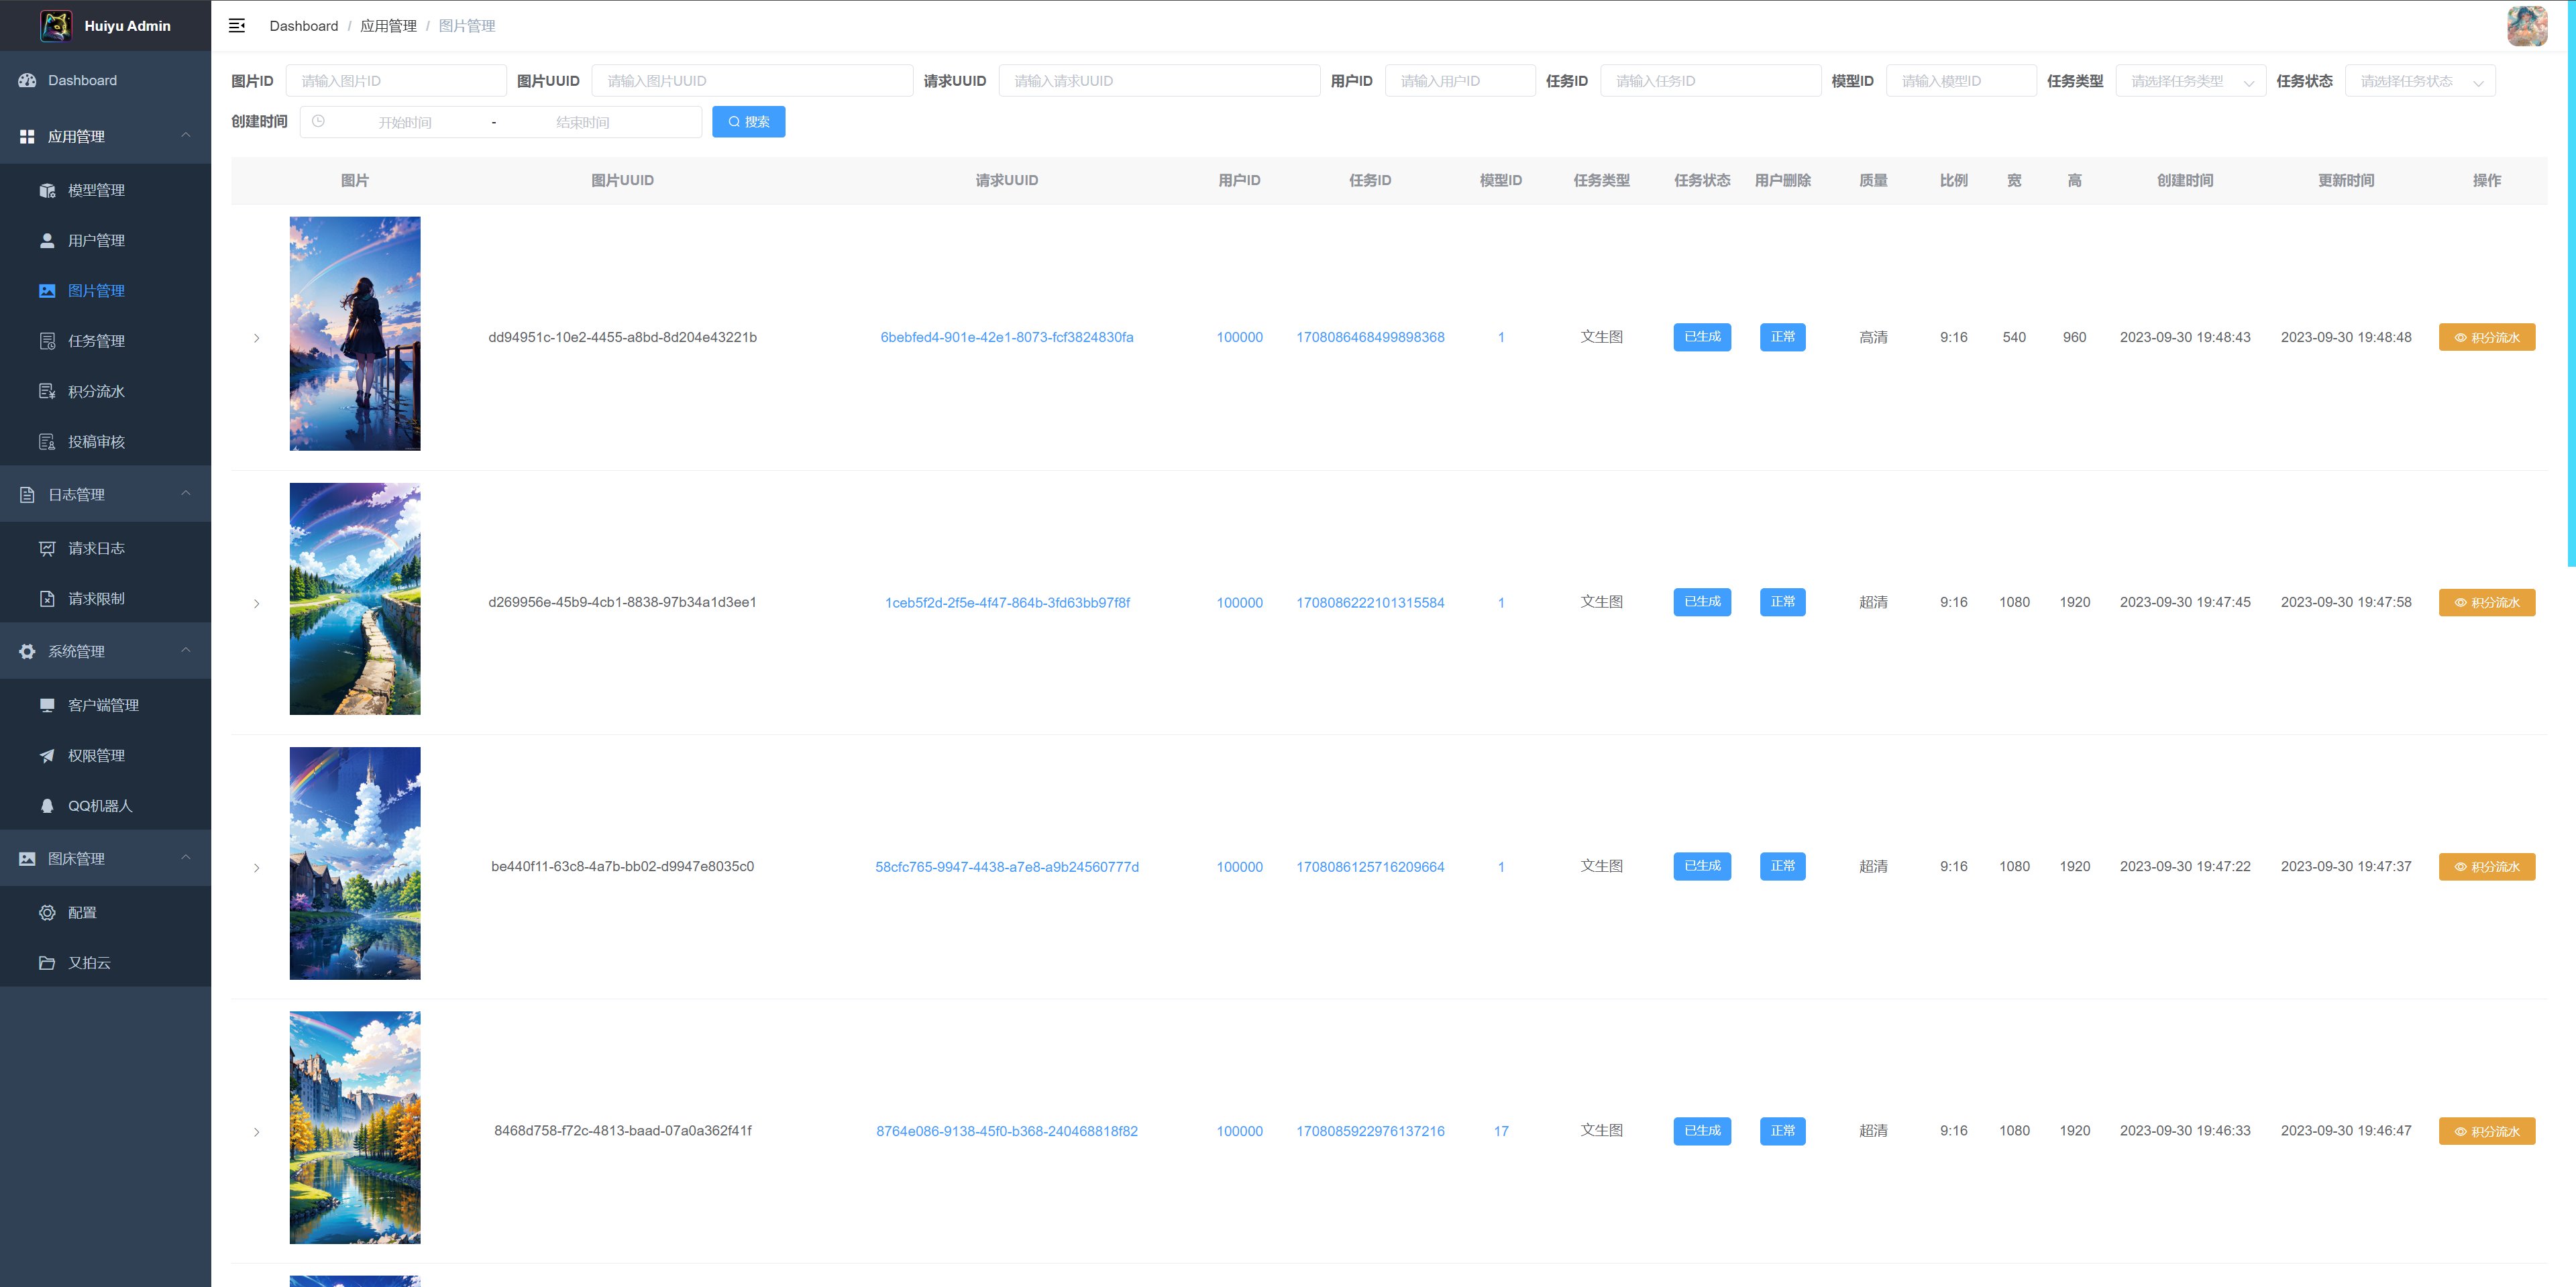 Huiyu Admin
Dashboard / 应用管理 / 图片管理
Dashboard
应用管理
模型管理
用户管理
图片管理
任务管理
积分流水
投稿审核
日志管理
请求日志
请求限制
系统管理
客户端管理
权限管理
QQ机器人
图床管理
配置
又拍云
图片ID 请输入图片ID 图片UUID 请输入图片UUID 请求UUID 请输入请求UUID 用户ID 请输入用户ID 任务ID 请输入任务ID 模型ID 请输入模型ID 任务类型 请选择任务类型 任务状态 请选择任务状态
创建时间 开始时间 - 结束时间 搜索
图片 图片UUID 请求UUID 用户ID 任务ID 模型ID 任务类型 任务状态 用户删除 质量 比例 宽 高 创建时间 更新时间 操作
dd94951c-10e2-4455-a8bd-8d204e43221b 6bebfed4-901e-42e1-8073-fcf3824830fa 100000 1708086468499898368 1 文生图 已生成 正常 高清 9:16 540 960 2023-09-30 19:48:43 2023-09-30 19:48:48 积分流水
d269956e-45b9-4cb1-8838-97b34a1d3ee1 1ceb5f2d-2f5e-4f47-864b-3fd63bb97f8f 100000 1708086222101315584 1 文生图 已生成 正常 超清 9:16 1080 1920 2023-09-30 19:47:45 2023-09-30 19:47:58 积分流水
be440f11-63c8-4a7b-bb02-d9947e8035c0 58cfc765-9947-4438-a7e8-a9b24560777d 100000 1708086125716209664 1 文生图 已生成 正常 超清 9:16 1080 1920 2023-09-30 19:47:22 2023-09-30 19:47:37 积分流水
8468d758-f72c-4813-baad-07a0a362f41f 8764e086-9138-45f0-b368-240468818f82 100000 1708085922976137216 17 文生图 已生成 正常 超清 9:16 1080 1920 2023-09-30 19:46:33 2023-09-30 19:46:47 积分流水